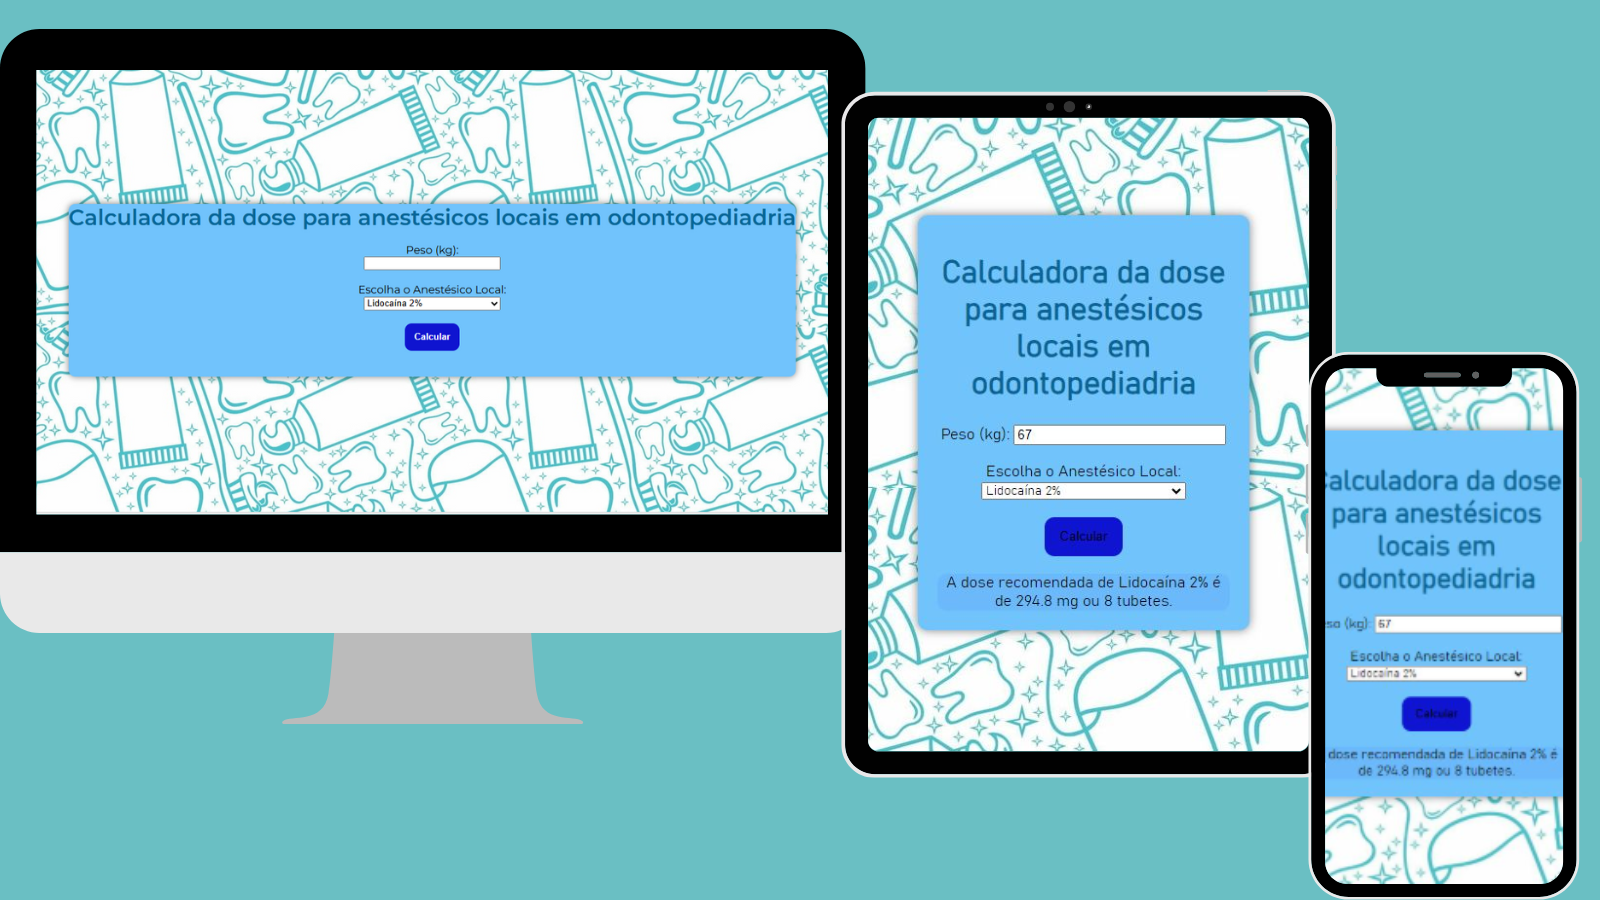 Calculadora da dose para anestésicos locais em odontopediadria
Peso (kg):
Escolha o Anestésico Local:
Lidocaína 2%
Calcular
Calculadora da dose
para anestésicos
locais em
odontopediadria
Peso (kg): 67
Escolha o Anestésico Local:
Lidocaína 2%
Calcular
A dose recomendada de Lidocaína 2% é
de 294.8 mg ou 8 tubetes.
alculadora da dose
para anestésicos
locais em
odontopediadria
so (kg): 67
Escolha o Anestésico Local:
Lidocaína 2%
Calcular
dose recomendada de Lidocaína 2% é
de 294.8 mg ou 8 tubetes.